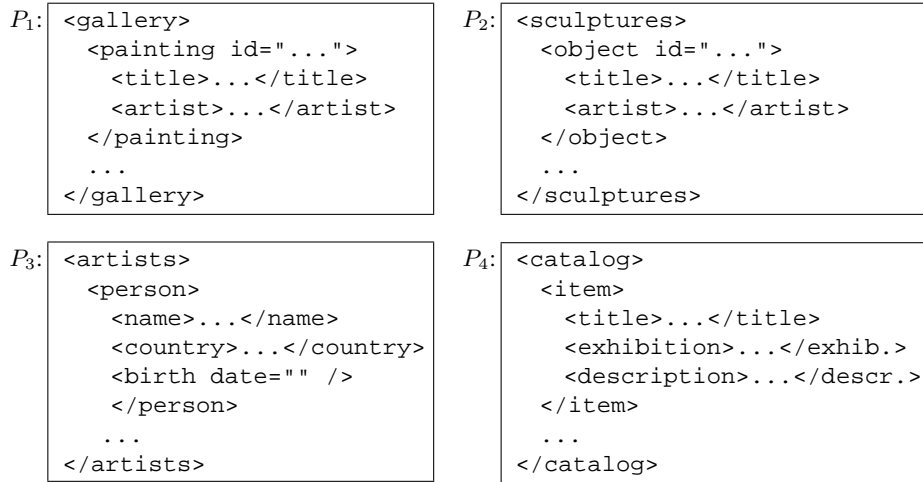 P1:
<gallery>
<painting id="...">
<title>...</title>
<artist>...</artist>
</painting>
...
</gallery>
P2:
<sculptures>
<object id="...">
<title>...</title>
<artist>...</artist>
</object>
...
</sculptures>
P3:
<artists>
<person>
<name>...</name>
<country>...</country>
<birth date="" />
</person>
...
</artists>
P4:
<catalog>
<item>
<title>...</title>
<exhibition>...</exhib.>
<description>...</descr.>
</item>
...
</catalog>